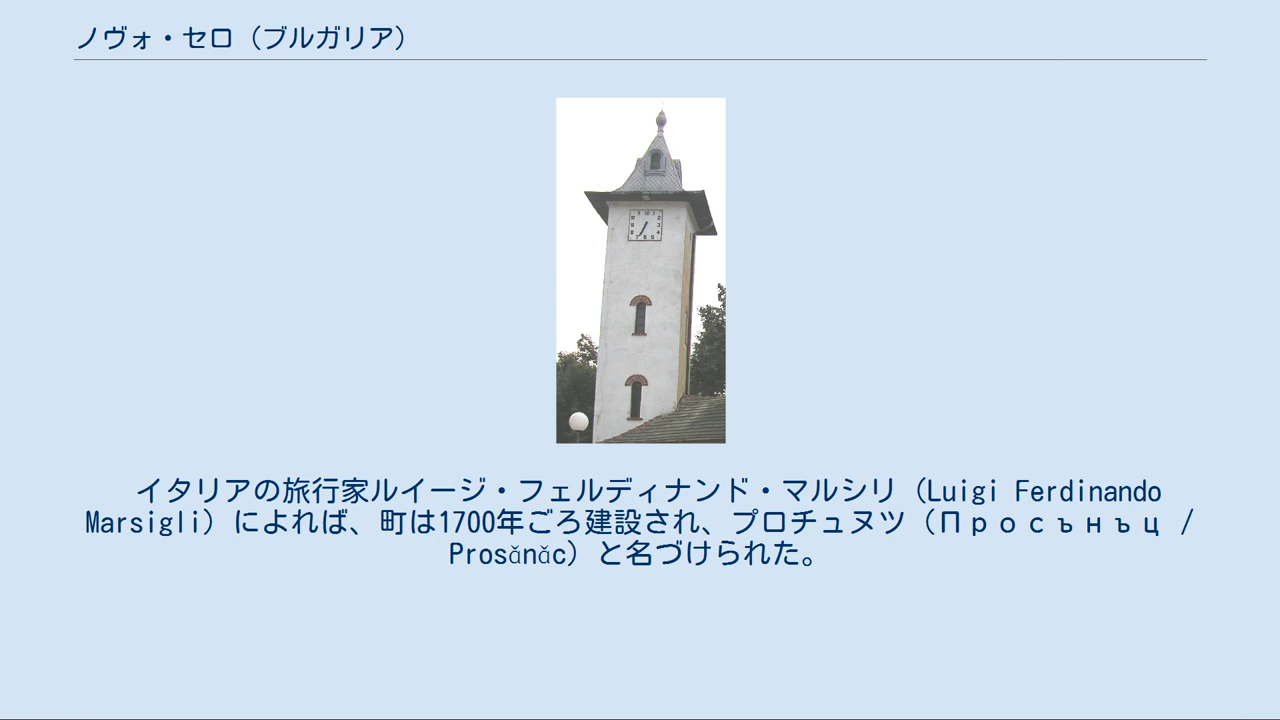 ノヴォ・セロ（ブルガリア）
イタリアの旅行家ルイージ・フェルディナンド・マルシリ（Luigi Ferdinando
Marsigli）によれば、町は1700年ごろ建設され、プロチュヌツ（Просънъц /
Prosǎnǎc）と名づけられた。